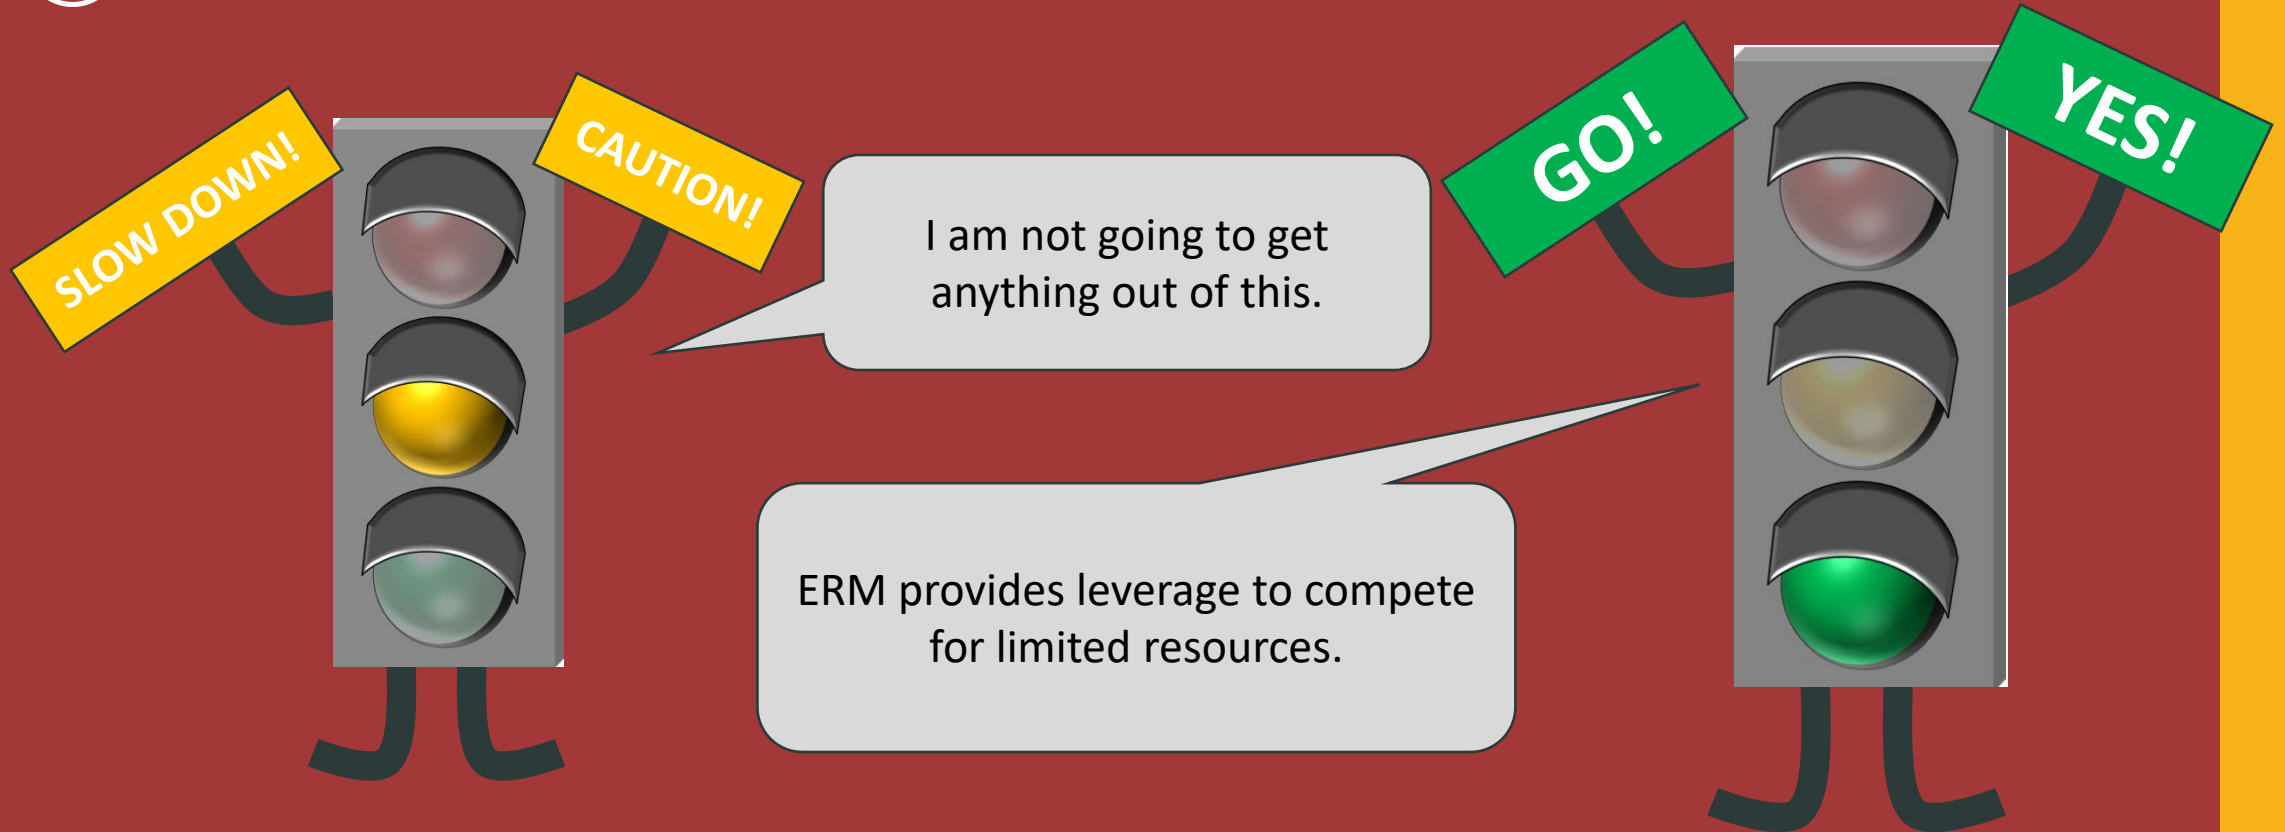 SLOW DOWN!
CAUTION!
I am not going to get
anything out of this.
GO!
YES!
ERM provides leverage to compete
for limited resources.